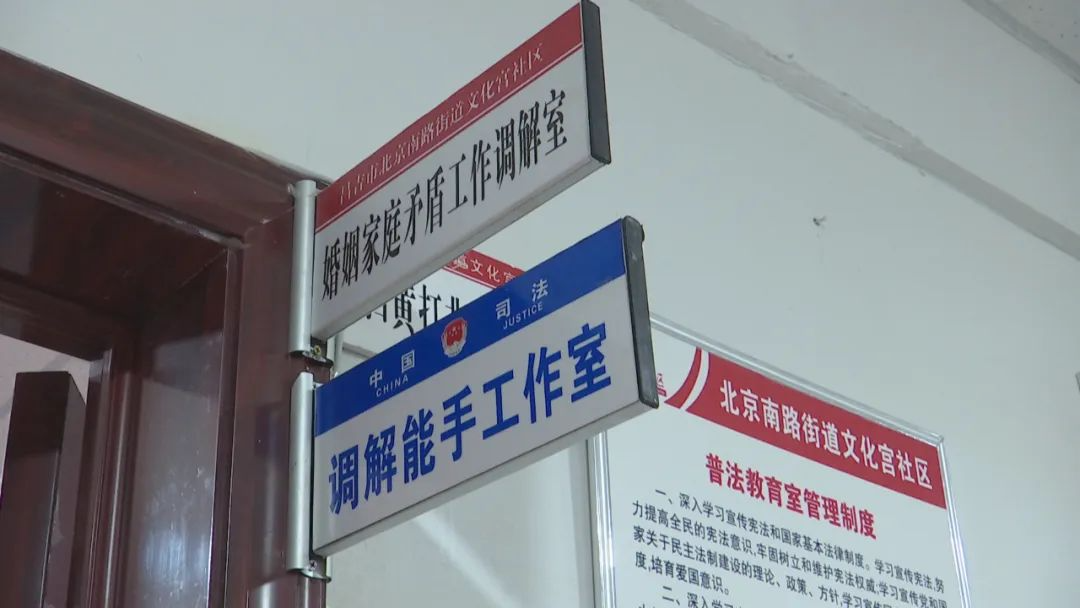 昌吉市北京南路街道文化宫社区
婚姻家庭矛盾工作调解室
文化宫
黄打
中国 司法
CHINA JUSTICE
调解能手工作室
北京南路街道文化宫社区
普法教育室管理制度
一、深入学习宣传宪法和国家基本法律制度。学习宣传宪法,努
力提高全民的宪法意识,牢固树立和维护宪法权威;学习宣传党和国
家关于民主法制建设的理论、政策、方针,学习宣传
度,培育爱国意识。
二、深入学